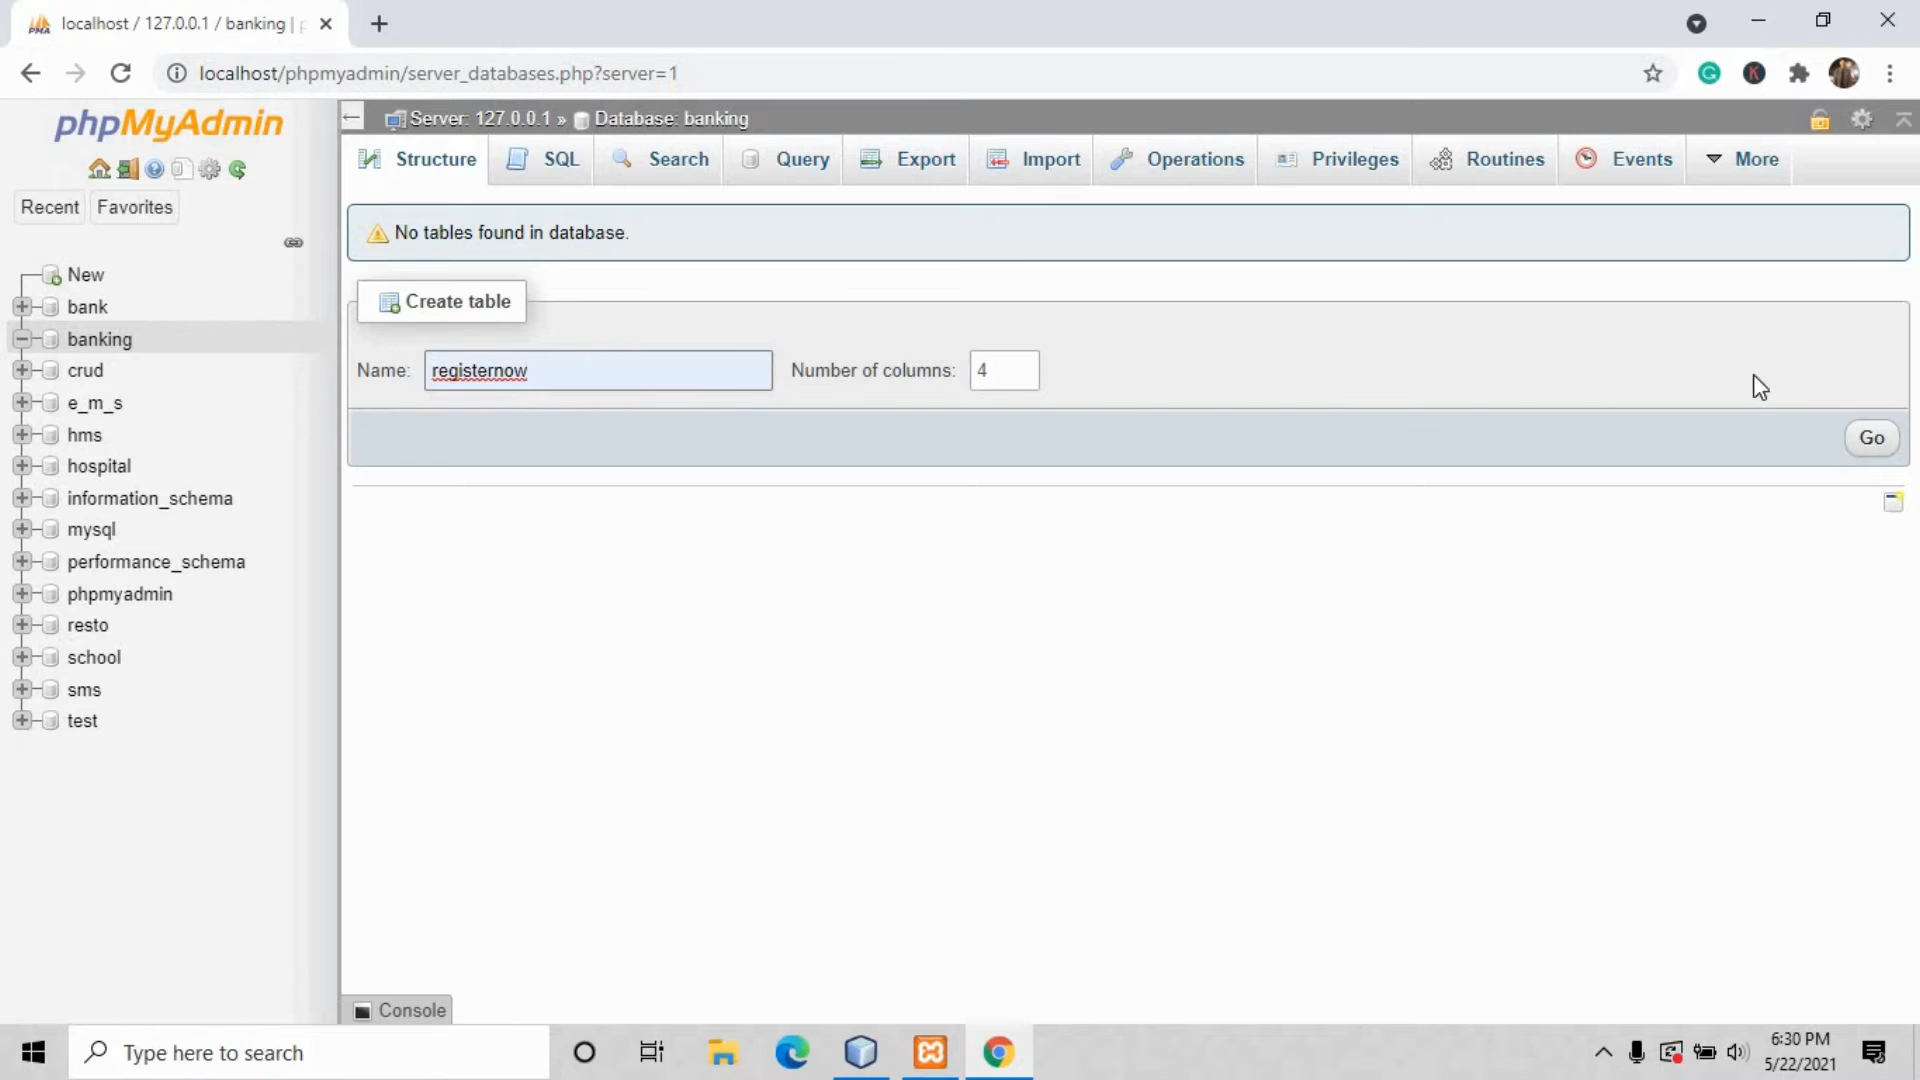 localhost / 127.0.0.1 / banking |
localhost/phpmyadmin/server_databases.php?server=1
phpMyAdmin
Server: 127.0.0.1 » Database: banking
Structure SQL Search Query Export Import Operations Privileges Routines Events More
Recent Favorites
No tables found in database.
New
bank
banking
crud
e_m_s
hms
hospital
information_schema
mysql
performance_schema
phpmyadmin
resto
school
sms
test
Create table
Name: registernow Number of columns: 4
Go
Console
Type here to search
6:30 PM
5/22/2021